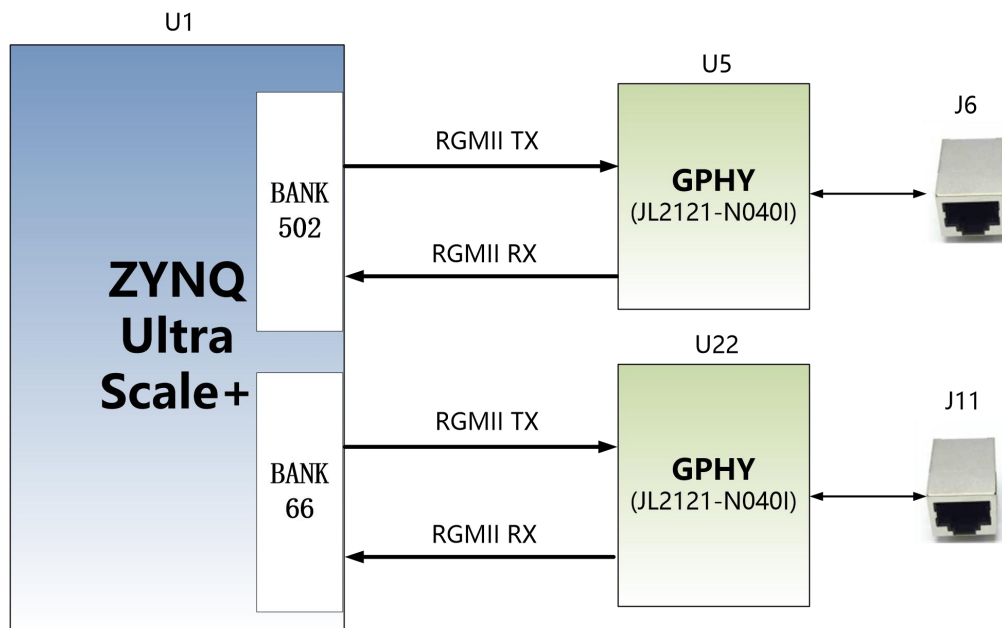 U1
ZYNQ
Ultra
Scale+
BANK
502
BANK
66
RGMII TX
RGMII RX
U5
GPHY
(JL2121-N040I)
J6
RGMII TX
RGMII RX
U22
GPHY
(JL2121-N040I)
J11